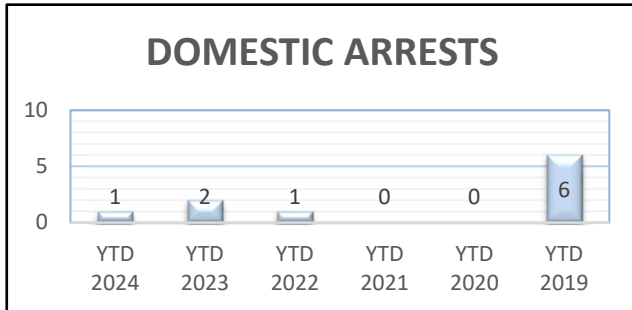 DOMESTIC ARRESTS
10
5
0
1 2 1 0 0 6
YTD YTD YTD YTD YTD YTD
2024 2023 2022 2021 2020 2019